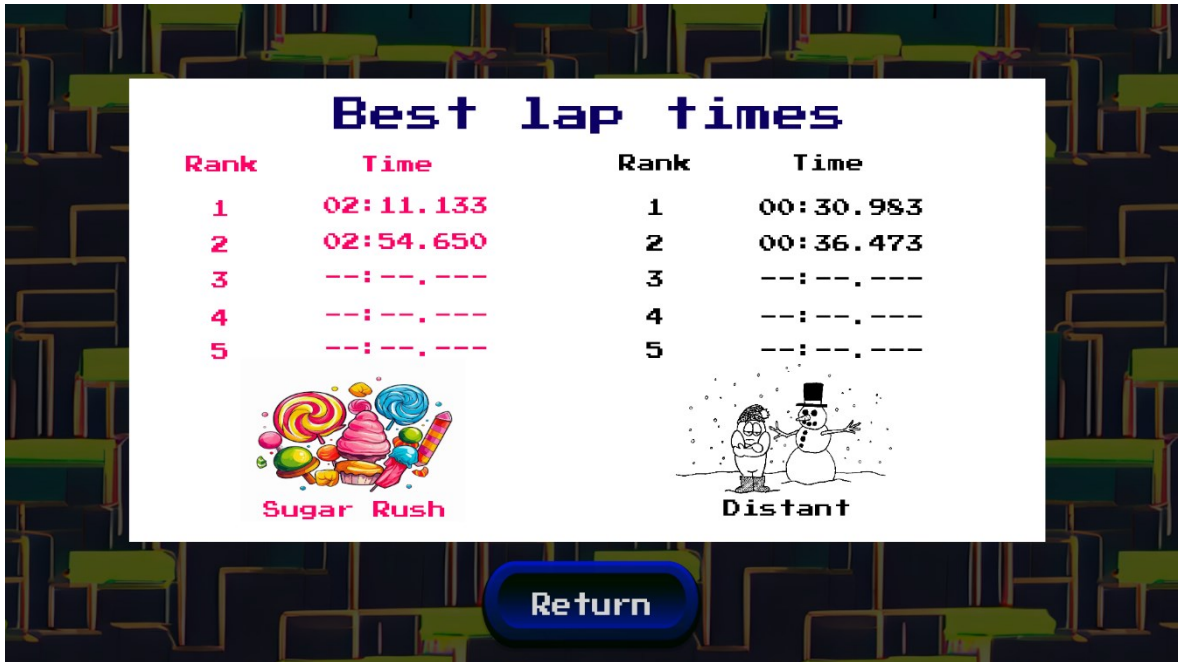 Best lap times
Rank Time Rank Time
1 02:11.133 1 00:30.983
2 02:54.650 2 00:36.473
3 --:--.--- 3 --:--.---
4 --:--.--- 4 --:--.---
5 --:--.--- 5 --:--.---
Sugar Rush Distant
Return